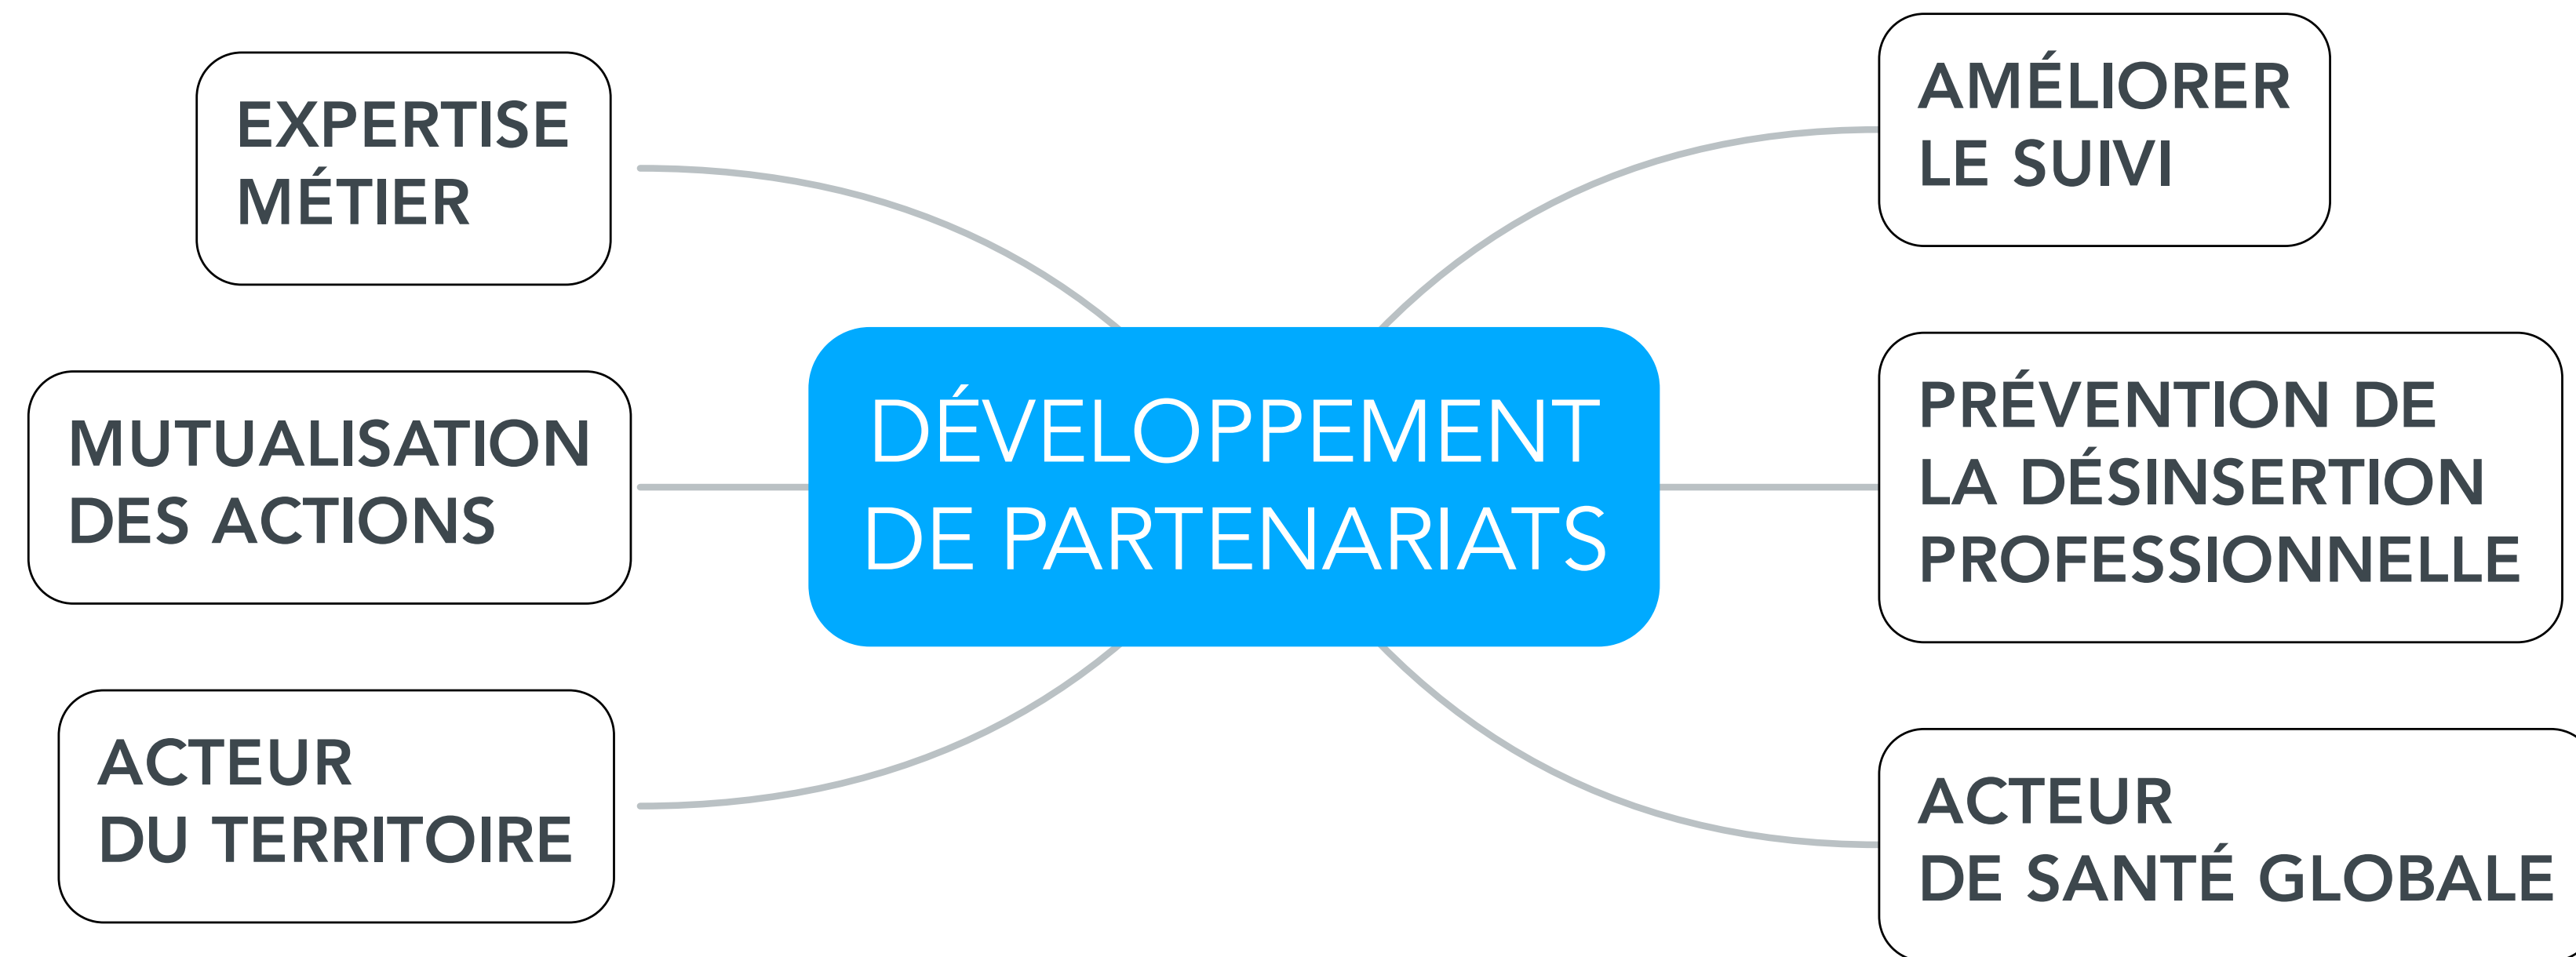 EXPERTISE
MÉTIER
MUTUALISATION
DES ACTIONS
ACTEUR
DU TERRITOIRE
DÉVELOPPEMENT
DE PARTENARIATS
AMÉLIORER
LE SUIVI
PRÉVENTION DE
LA DÉSINSERTION
PROFESSIONNELLE
ACTEUR
DE SANTÉ GLOBALE